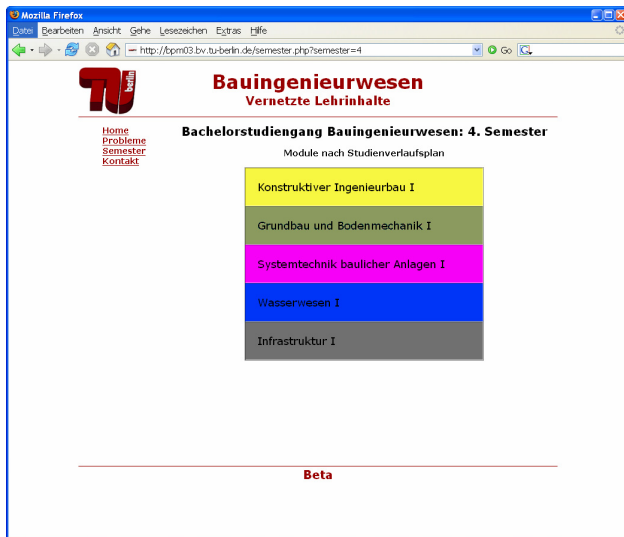 Mozilla Firefox
Datei Bearbeiten Ansicht Gehe Lesezeichen Extras Hilfe
http://bpm03.bv.tu-berlin.de/semester.php?semester=4 Go
TU berlin
Bauingenieurwesen
Vernetzte Lehrinhalte
Home
Probleme
Semester
Kontakt
Bachelorstudiengang Bauingenieurwesen: 4. Semester
Module nach Studienverlaufsplan
Konstruktiver Ingenieurbau I
Grundbau und Bodenmechanik I
Systemtechnik baulicher Anlagen I
Wasserwesen I
Infrastruktur I
Beta